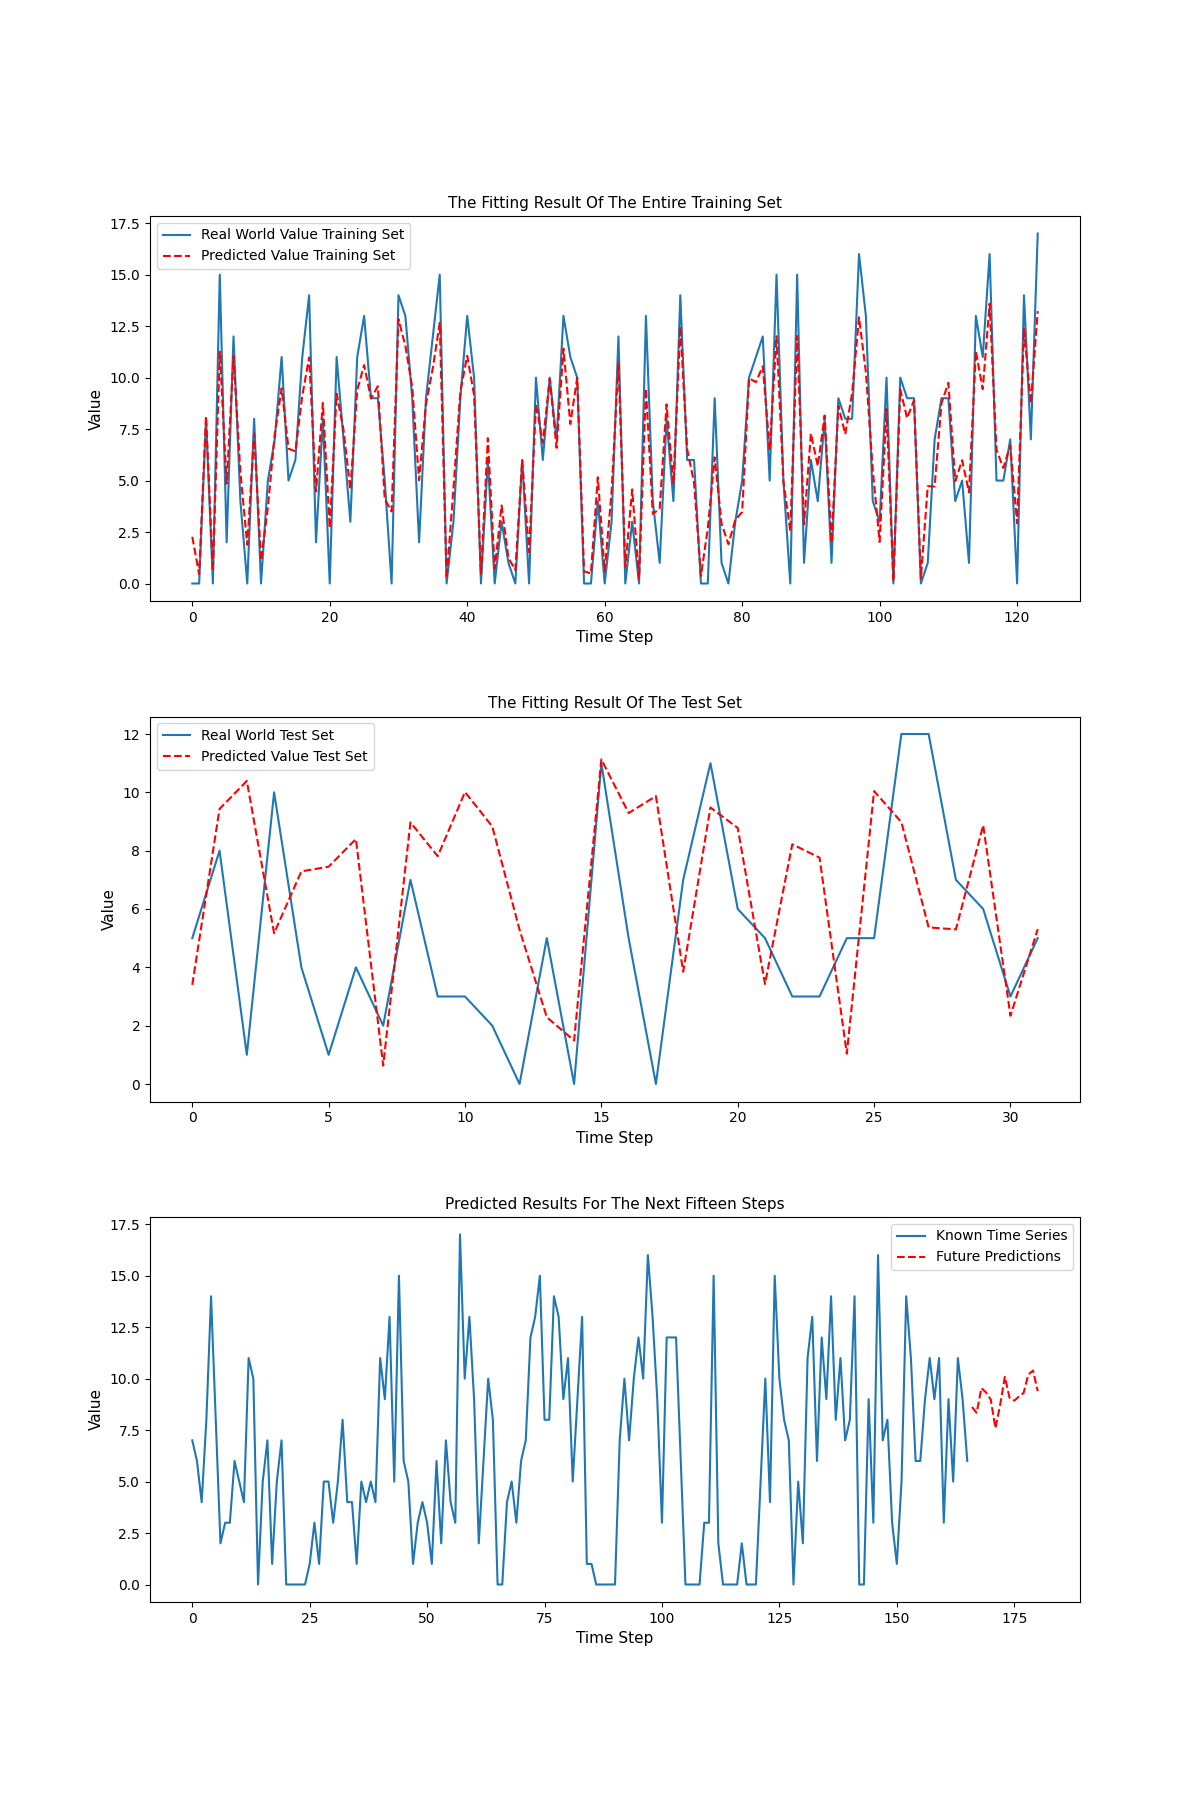 The Fitting Result Of The Entire Training Set
17.5
15.0
12.5
10.0
7.5
5.0
2.5
0.0
Value
Real World Value Training Set
Predicted Value Training Set
0 20 40 60 80 100 120
Time Step
The Fitting Result Of The Test Set
12
10
8
6
4
2
0
Value
Real World Test Set
Predicted Value Test Set
0 5 10 15 20 25 30
Time Step
Predicted Results For The Next Fifteen Steps
17.5
15.0
12.5
10.0
7.5
5.0
2.5
0.0
Value
Known Time Series
Future Predictions
0 25 50 75 100 125 150 175
Time Step